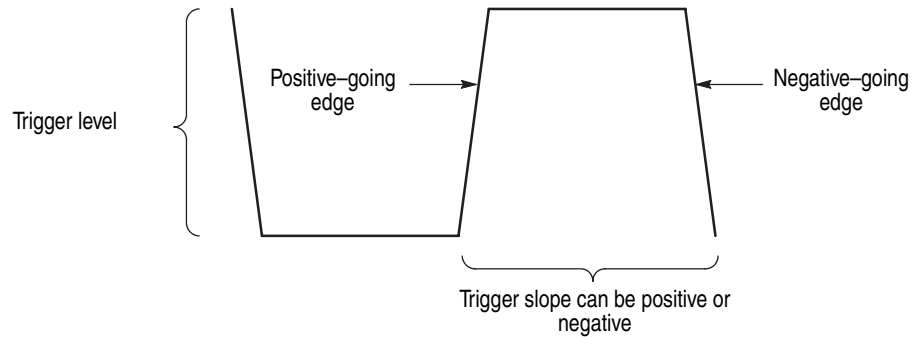 Positive–going
edge
Negative–going
edge
Trigger level
Trigger slope can be positive or
negative